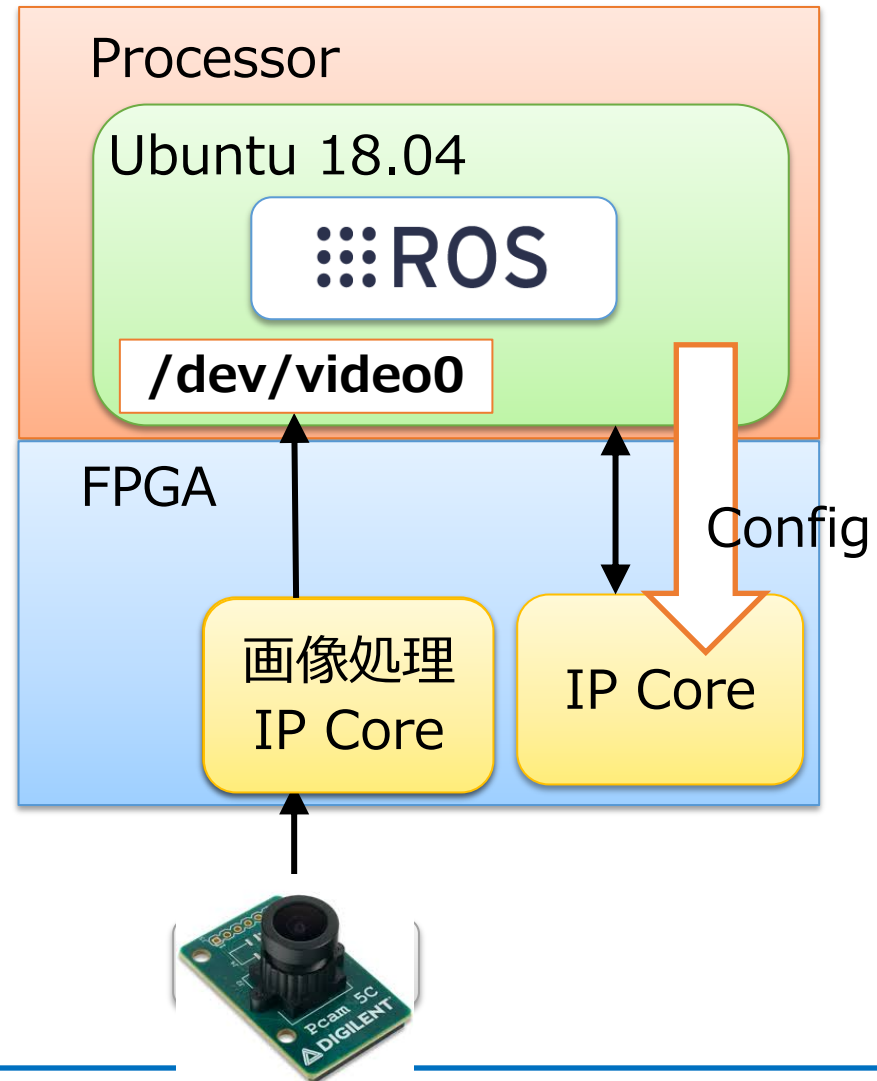 Processor
Ubuntu 18.04
ROS
/dev/video0
FPGA
Config
画像処理
IP Core
IP Core
Pcam 5C
DIGILENT